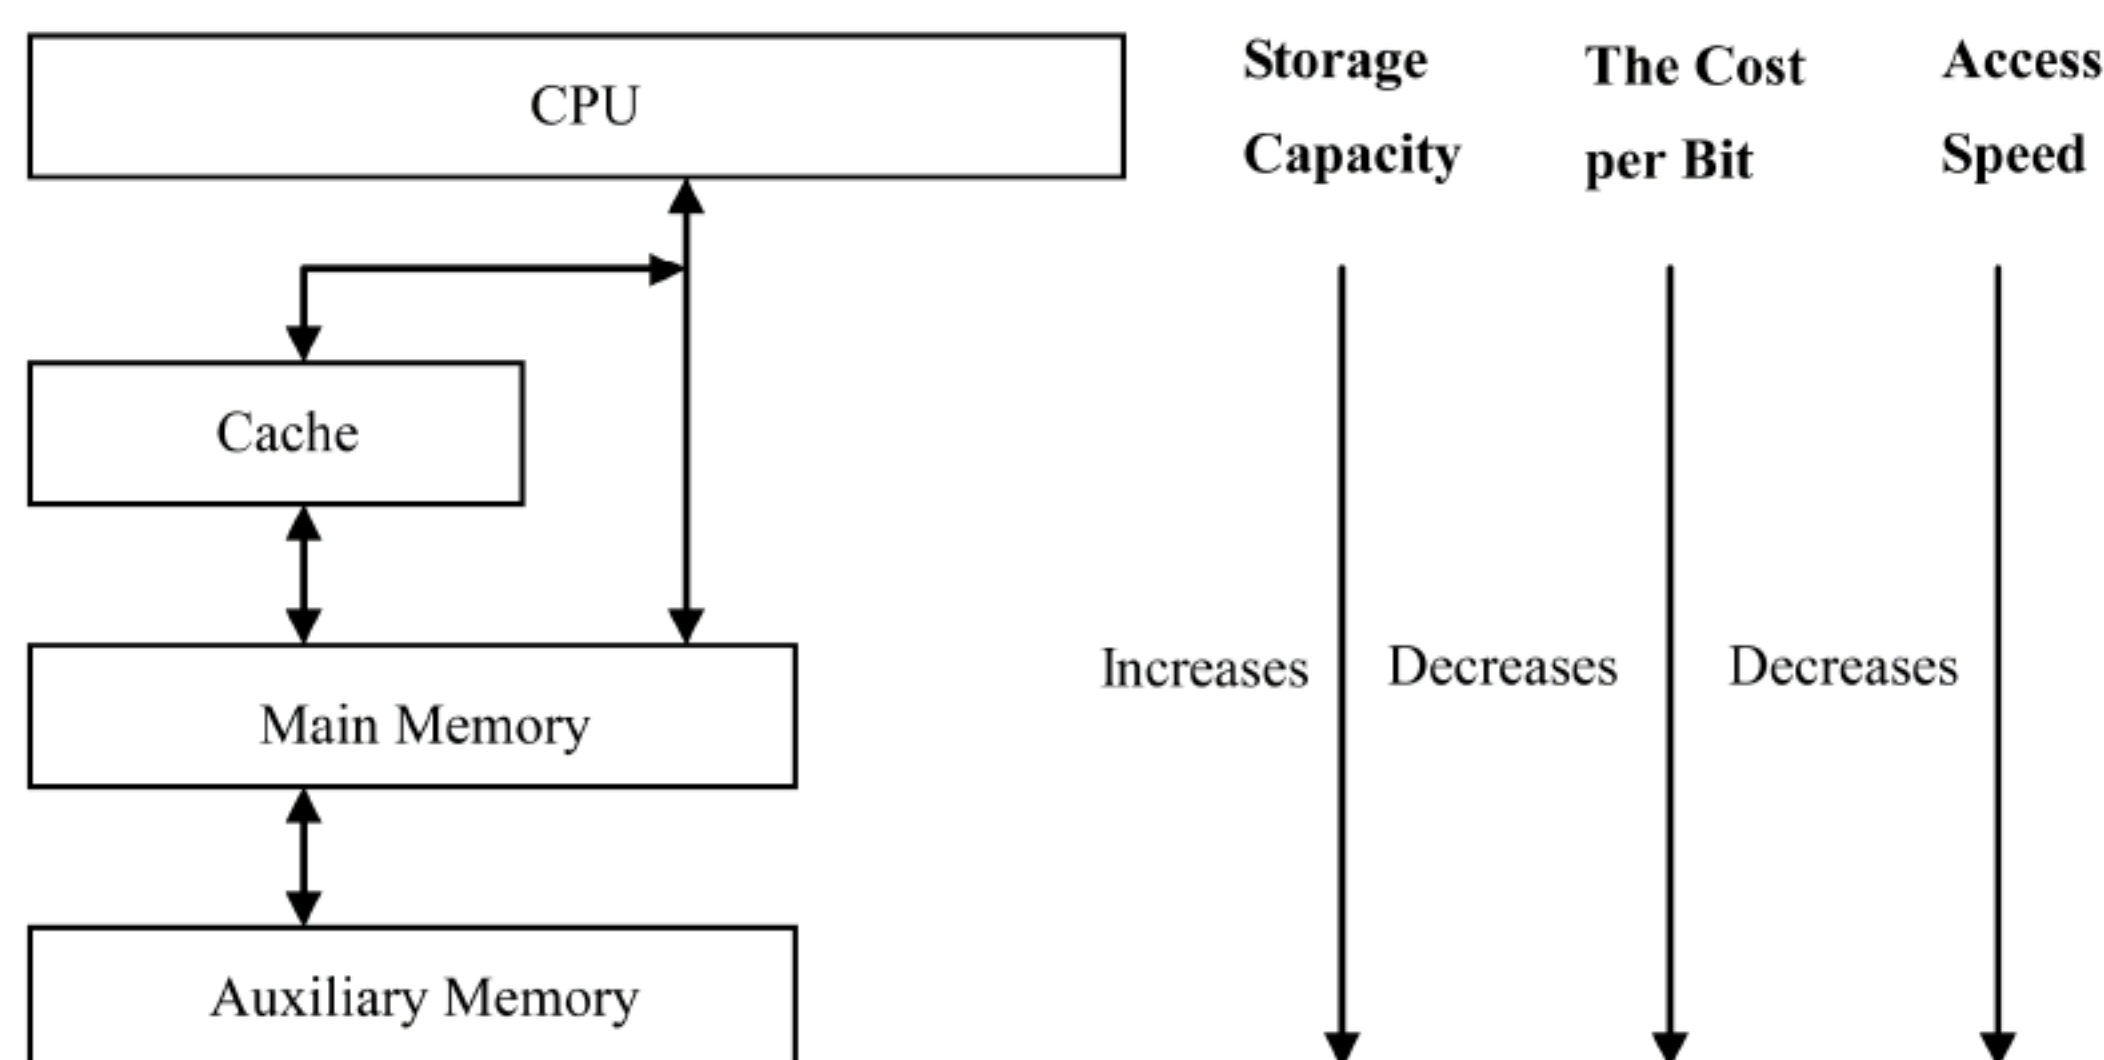 CPU
Storage
Capacity
The Cost
per Bit
Access
Speed
Cache
Main Memory
Increases
Decreases
Decreases
Auxiliary Memory